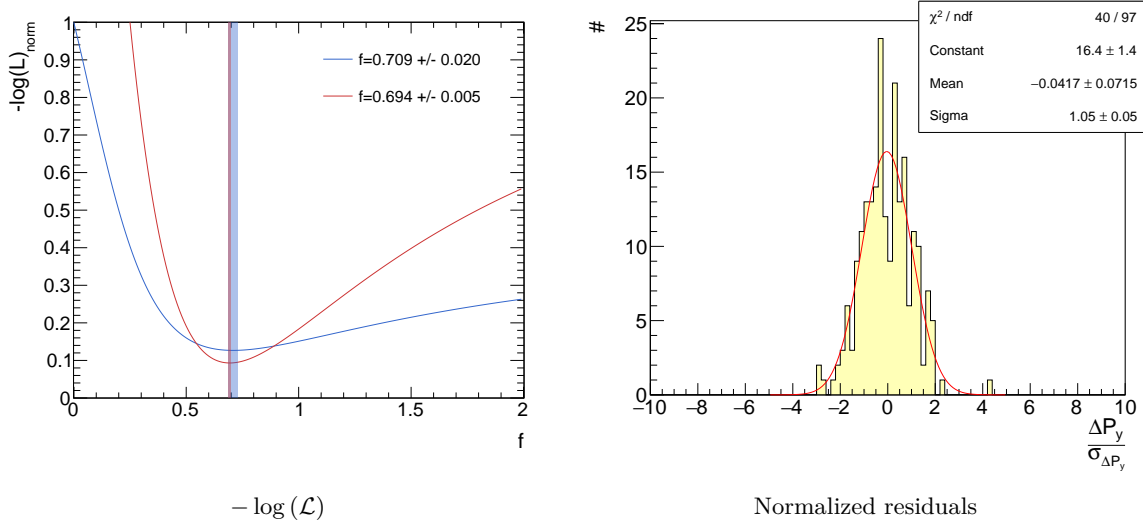 -log(L)norm
1
0.9
0.8
0.7
0.6
0.5
0.4
0.3
0.2
0.1
0
f=0.709 +/- 0.020
f=0.694 +/- 0.005
0 0.5 1 1.5 2
f
− log (ℒ)
#
25
20
15
10
5
0
χ² / ndf 40 / 97
Constant 16.4 ± 1.4
Mean −0.0417 ± 0.0715
Sigma 1.05 ± 0.05
−10 −8 −6 −4 −2 0 2 4 6 8 10
ΔP_y
σ_ΔP_y
Normalized residuals